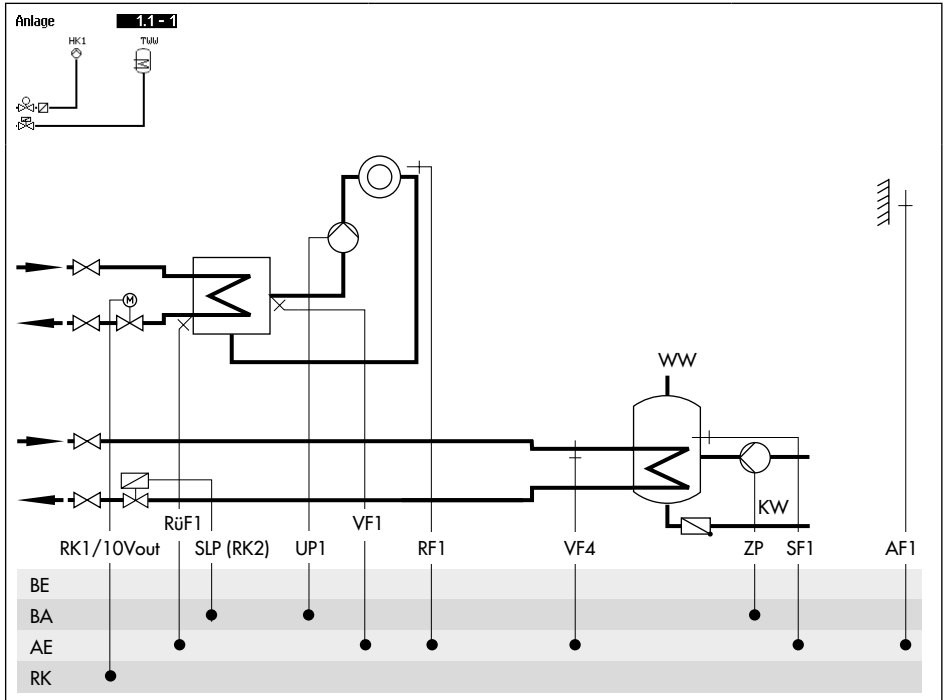 Anlage 1.1 - 1
HK1 TWW
M
WW
KW
RüF1 VF1
RK1/10Vout SLP (RK2) UP1 RF1 VF4 ZP SF1 AF1
BE
BA
AE
RK